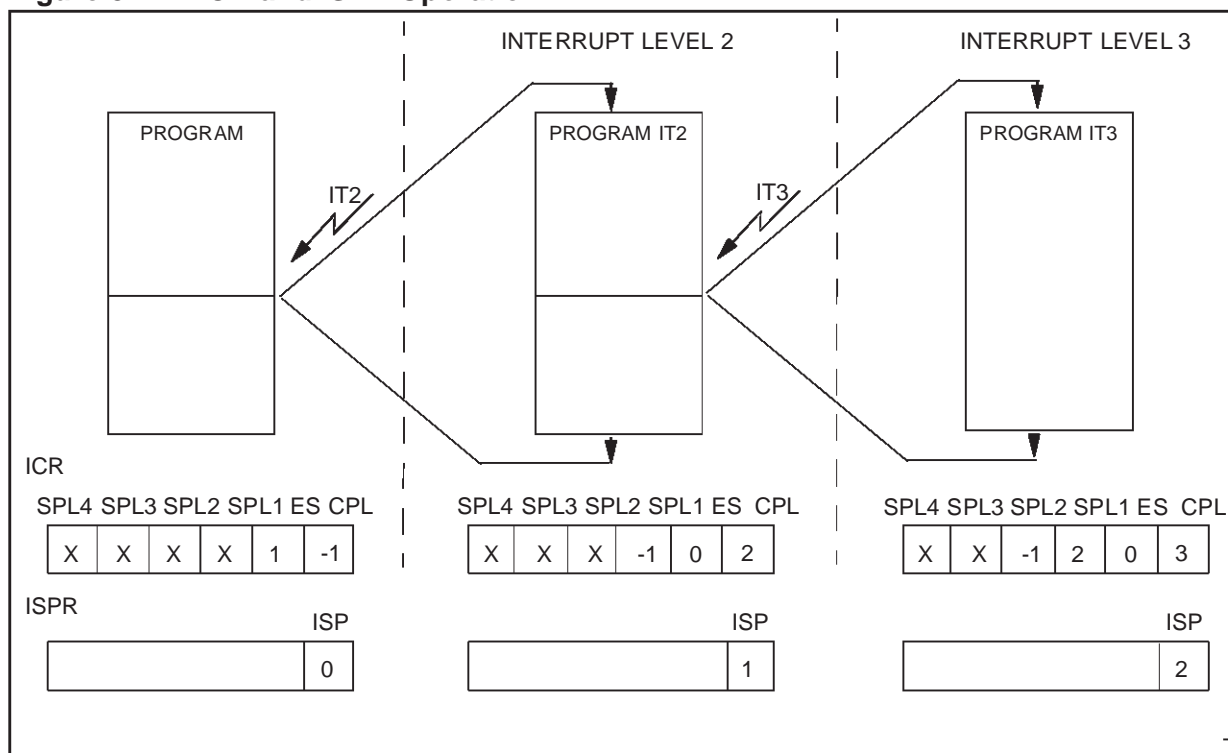 INTERRUPT LEVEL 2
INTERRUPT LEVEL 3
PROGRAM
PROGRAM IT2
PROGRAM IT3
IT2
IT3
ICR
SPL4 SPL3 SPL2 SPL1 ES CPL
X X X X 1 -1
SPL4 SPL3 SPL2 SPL1 ES CPL
X X X -1 0 2
SPL4 SPL3 SPL2 SPL1 ES CPL
X X -1 2 0 3
ISPR
ISP
0
ISP
1
ISP
2